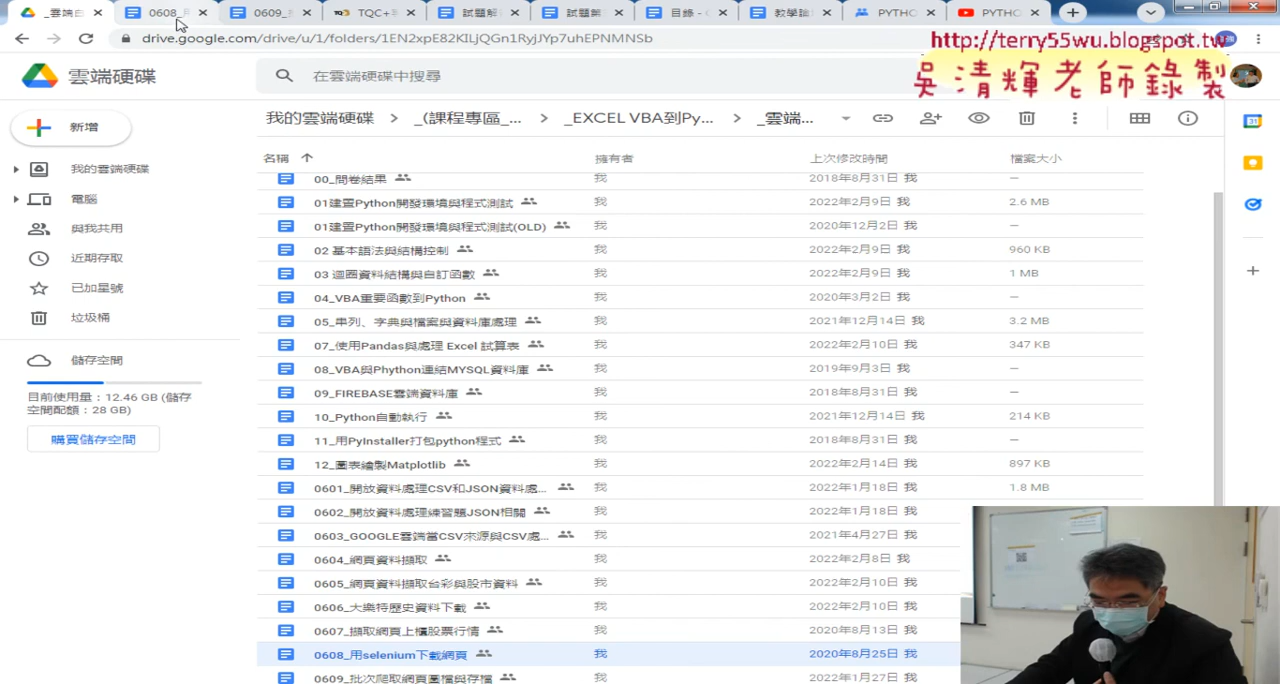 _雲端白
0608_用
0609_批
TQC+
試題解
試題第
目錄 -
教學論
PYTHO
PYTHC
drive.google.com/drive/u/1/folders/1EN2xpE82KILjQGn1RyjJYp7uhEPNMNSb
http://terry55wu.blogspot.tw
吳清輝老師錄製
雲端硬碟
在雲端硬碟中搜尋
新增
我的雲端硬碟
電腦
與我共用
近期存取
已加星號
垃圾桶
儲存空間
目前使用量：12.46 GB (儲存
空間配額：28 GB)
購買儲存空間
我的雲端硬碟 > _(課程專區_... > _EXCEL VBA到Py... > _雲端...
名稱 擁有者 上次修改時間 檔案大小
00_問卷結果 我 2018年8月31日 我 —
01建置Python開發環境與程式測試 我 2022年2月9日 我 2.6 MB
01建置Python開發環境與程式測試(OLD) 我 2020年12月2日 我 —
02 基本語法與結構控制 我 2022年2月9日 我 960 KB
03 迴圈資料結構與自訂函數 我 2022年2月9日 我 1 MB
04_VBA重要函數到Python 我 2020年3月2日 我 —
05_串列、字典與檔案與資料庫處理 我 2021年12月14日 我 3.2 MB
07_使用Pandas與處理 Excel 試算表 我 2022年2月10日 我 347 KB
08_VBA與Phython連結MYSQL資料庫 我 2019年9月3日 我 —
09_FIREBASE雲端資料庫 我 2018年8月31日 我 —
10_Python自動執行 我 2021年12月14日 我 214 KB
11_用PyInstaller打包python程式 我 2018年8月31日 我 —
12_圖表繪製Matplotlib 我 2022年2月14日 我 897 KB
0601_開放資料處理CSV和JSON資料處... 我 2022年1月18日 我 1.8 MB
0602_開放資料處理練習題JSON相關 我 2022年1月18日 我
0603_GOOGLE雲端當CSV來源與CSV處... 我 2021年4月27日 我
0604_網頁資料擷取 我 2022年2月8日 我
0605_網頁資料擷取台彩與股市資料 我 2022年2月10日 我
0606_大樂特歷史資料下載 我 2022年2月10日 我
0607_擷取網頁上櫃股票行情 我 2020年8月13日 我
0608_用selenium下載網頁 我 2020年8月25日 我
0609_批次爬取網頁圖檔與存檔 我 2022年1月27日 我